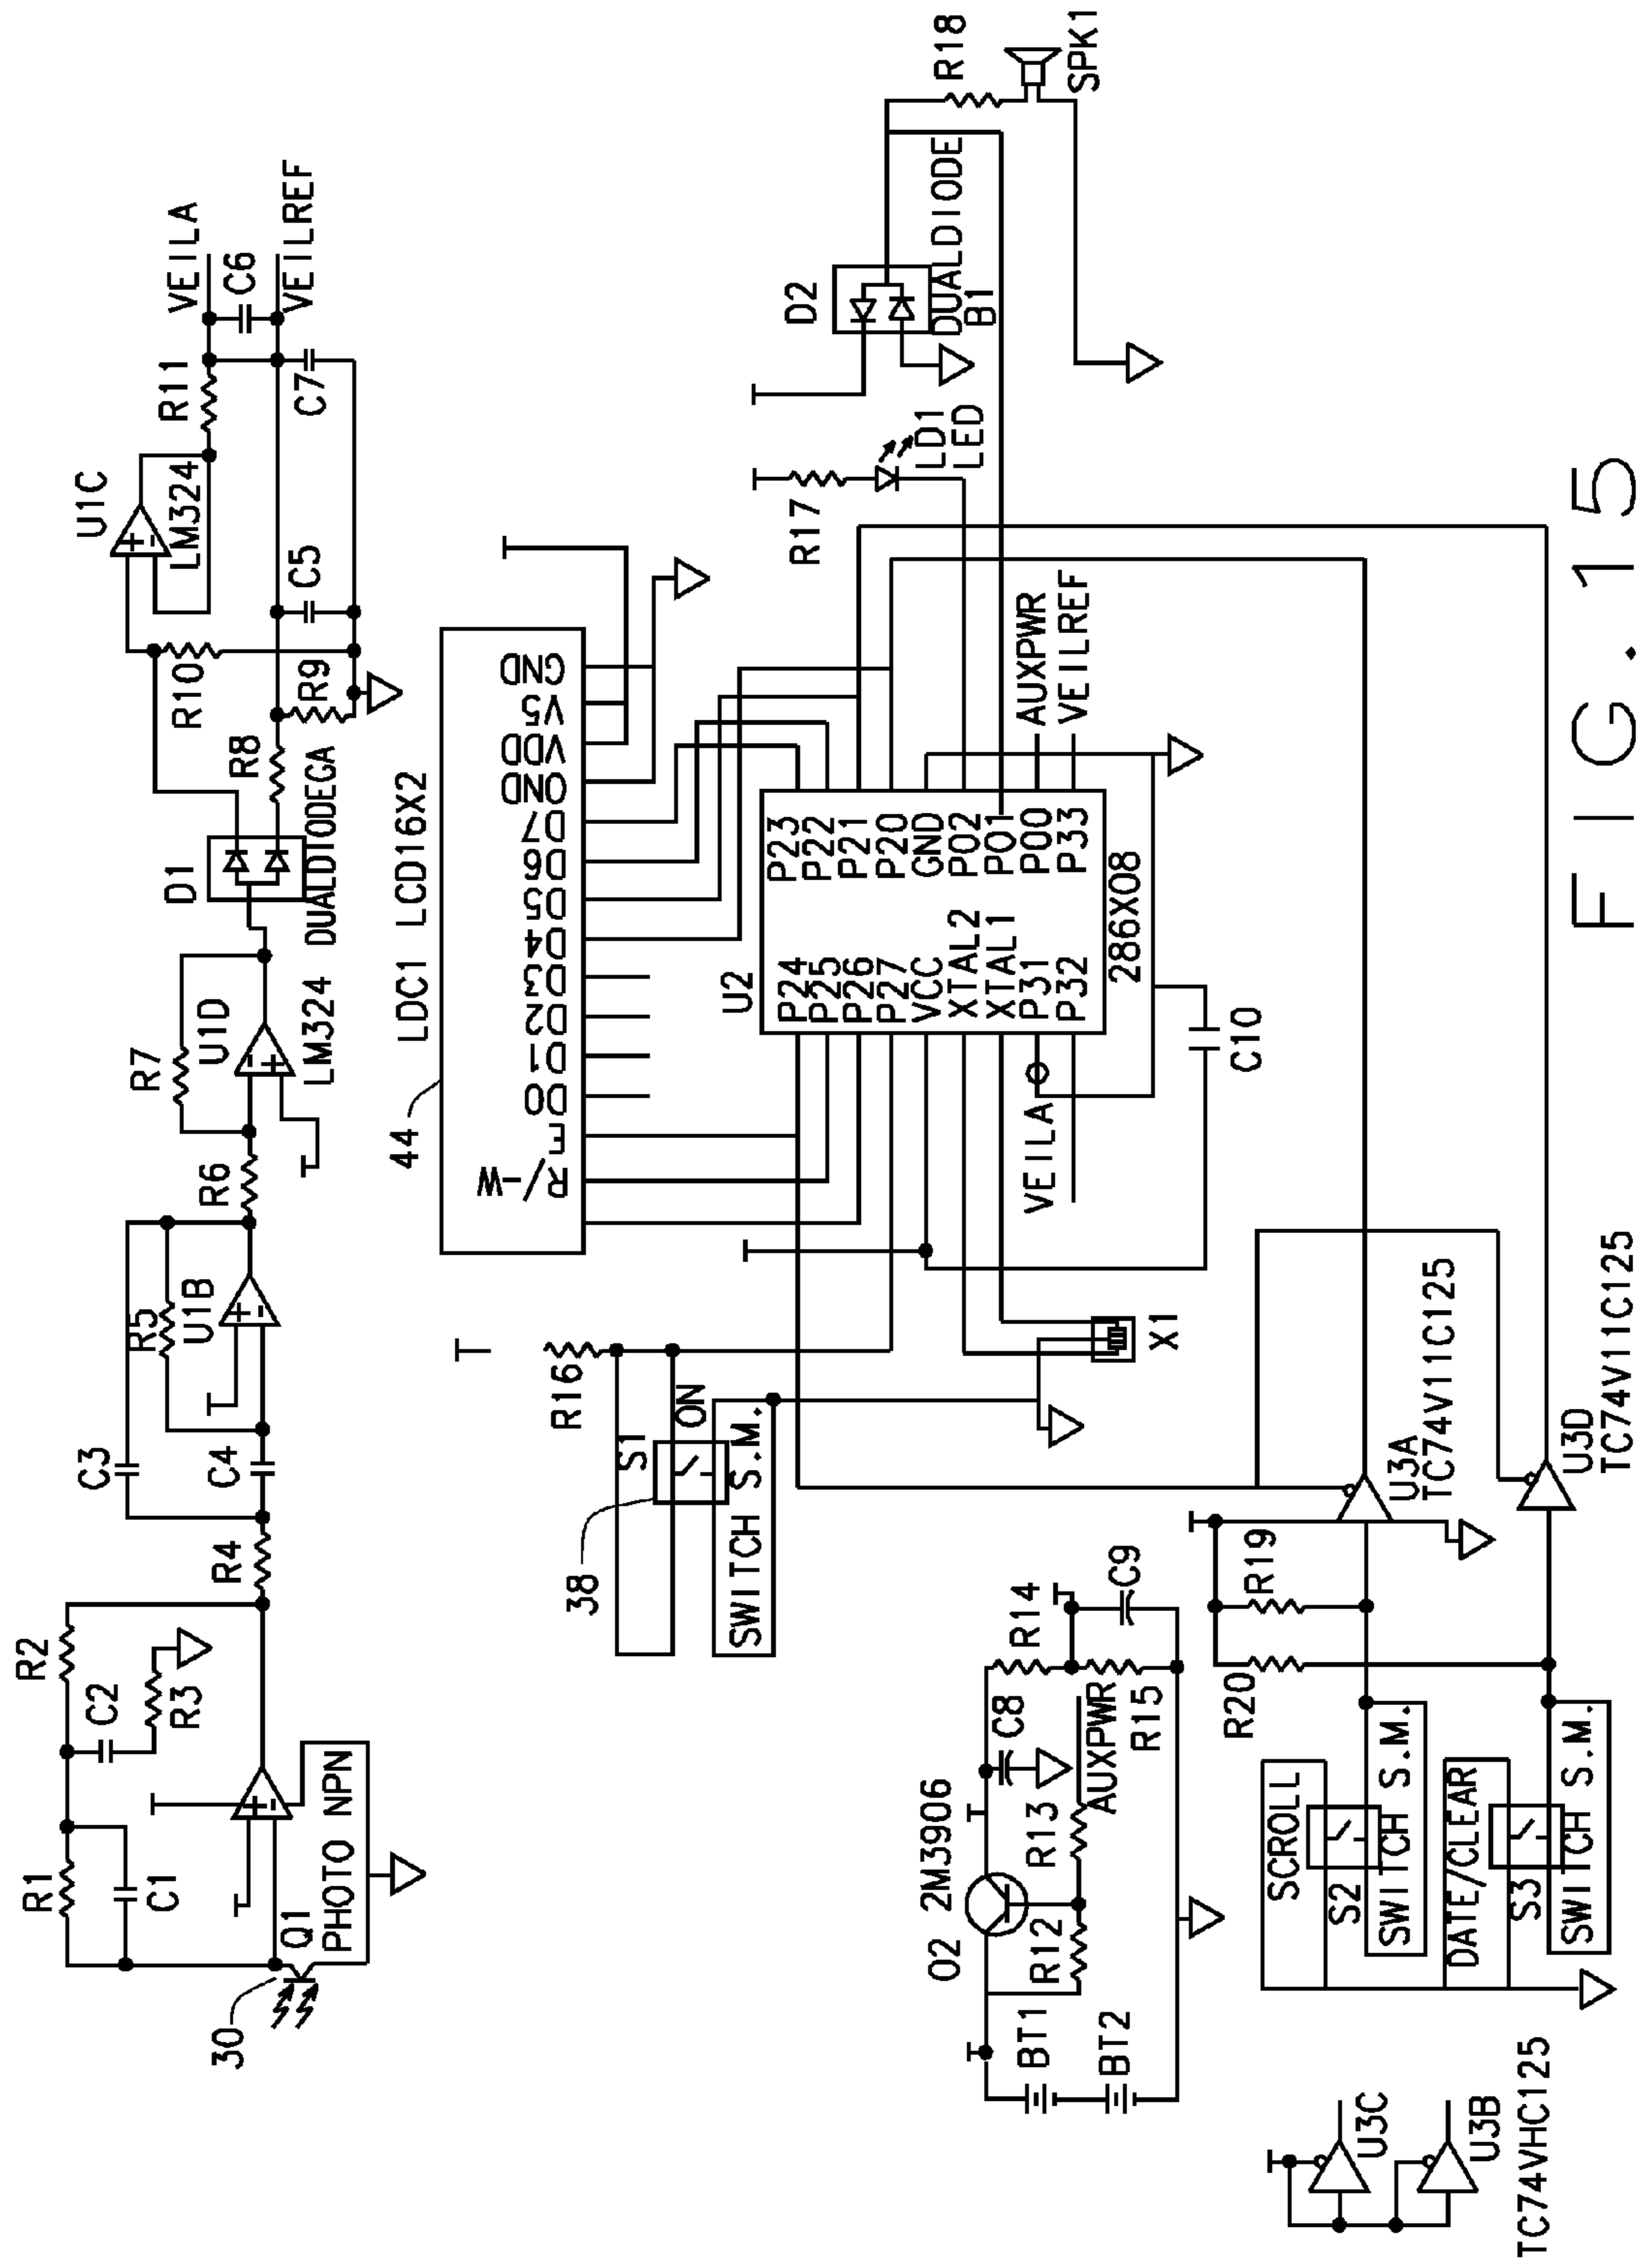 R1
C1
R2
C2
R3
30
Q1
PHOTO NPN
R4
C3
C4
R5
U1B
R6
R7
U1D
LM324
D1
DUALDIODEGA
R8
R10
R9
U1C
LM324
C5
R11
C7
C6
VEILA
VEILREF
44
LDC1 LCD16X2
R/-W
E
D0
D1
D2
D3
D4
D5
D6
D7
GND
VDD
V5
GND
R16
38
S1
ON
SWITCH S.M.
U2
P24
P25
P26
P27
VCC
XTAL2
XTAL1
P31
P32
P23
P22
P21
P20
GND
P02
P01
P00
P33
286X08
VEILA
C10
X1
AUXPWR
VEILREF
R17
LD1
LED
D2
DUALDIODE
B1
R18
SPK1
BT1
BT2
O2 2M3906
R12
R13
C8
AUXPWR
R14
R15
C9
SCROLL
S2
SWITCH S.M.
DATE/CLEAR
S3
SWITCH S.M.
R20
R19
U3A
TC74V11C125
U3D
TC74V11C125
U3C
U3B
TC74VHC125
FIG.15